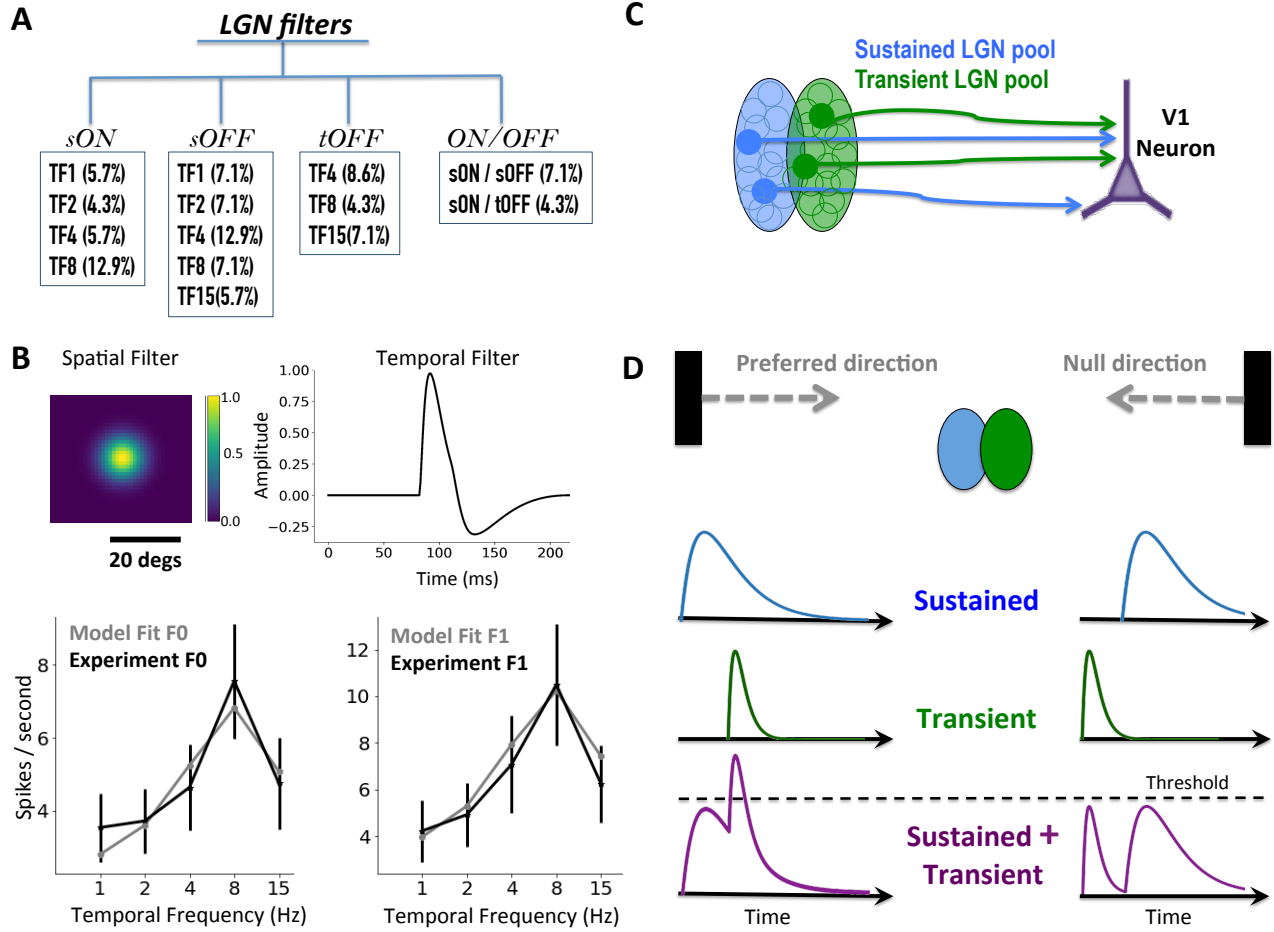 A
LGN filters
sON
TF1 (5.7%)
TF2 (4.3%)
TF4 (5.7%)
TF8 (12.9%)
sOFF
TF1 (7.1%)
TF2 (7.1%)
TF4 (12.9%)
TF8 (7.1%)
TF15(5.7%)
tOFF
TF4 (8.6%)
TF8 (4.3%)
TF15(7.1%)
ON/OFF
sON / sOFF (7.1%)
sON / tOFF (4.3%)
B
Spatial Filter
1.0
0.5
0.0
20 degs
Temporal Filter
Amplitude
1.00
0.75
0.50
0.25
0.00
−0.25
0
50
100
150
200
Time (ms)
Model Fit F0
Experiment F0
Spikes / second
8
6
4
1
2
4
8
15
Temporal Frequency (Hz)
Model Fit F1
Experiment F1
12
10
8
6
4
1
2
4
8
15
Temporal Frequency (Hz)
C
Sustained LGN pool
Transient LGN pool
V1
Neuron
D
Preferred direction
Null direction
Sustained
Transient
Threshold
Sustained +
Transient
Time
Time